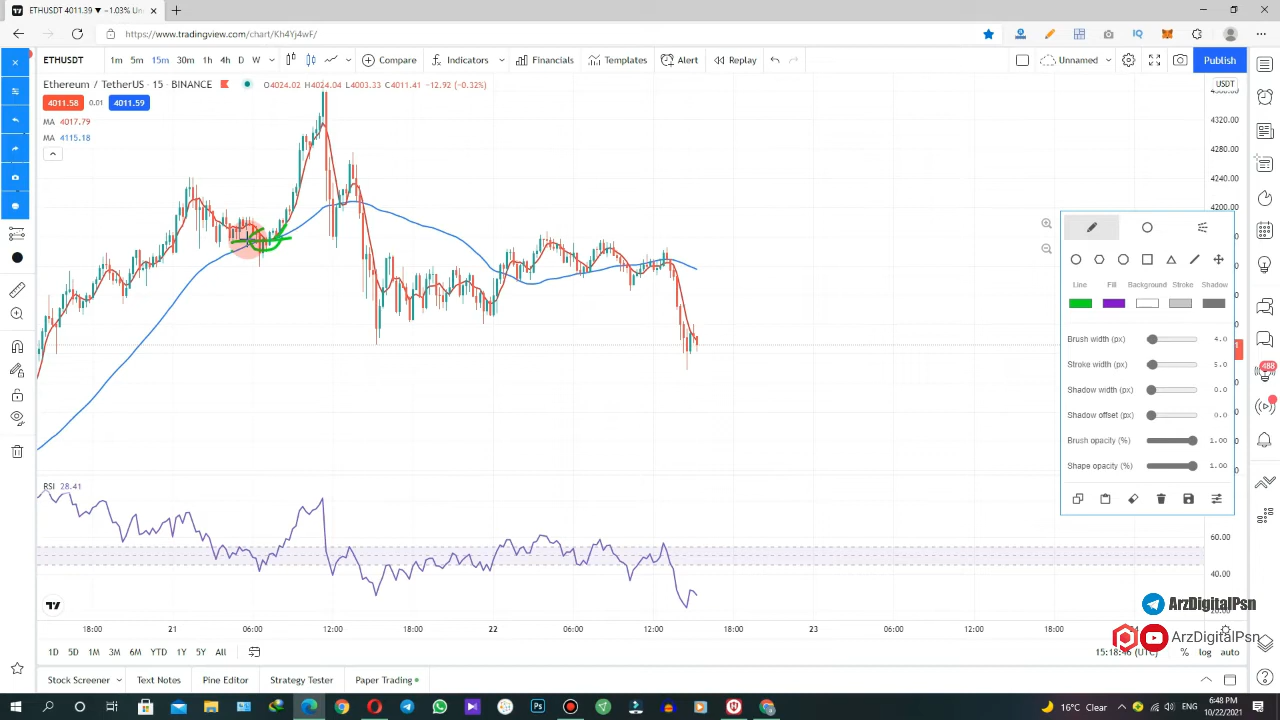 ETHUSDT 4011.39 ▼ −1.03% Un
https://www.tradingview.com/chart/Kh4Yj4wF/
ETHUSDT 1m 5m 15m 30m 1h 4h D W Compare Indicators Financials Templates Alert Replay Unnamed Publish
Ethereum / TetherUS · 15 · BINANCE O4024.02 H4024.04 L4003.33 C4011.41 −12.92 (−0.32%) USDT
4011.58 0.01 4011.59
MA 4017.79
MA 4115.18
4320.00
4280.00
4240.00
4200.00
Line Fill Background Stroke Shadow
Brush width (px) 4.0
Stroke width (px) 5.0
Shadow width (px) 0.0
Shadow offset (px) 0.0
Brush opacity (%) 1.00
Shape opacity (%) 1.00
488
RSI 28.41
60.00
40.00
20.00
ArzDigitalPsn
18:00 21 06:00 12:00 18:00 22 06:00 12:00 18:00 23 06:00 12:00 18:00
ArzDigitalPsn
1D 5D 1M 3M 6M YTD 1Y 5Y All 15:18:46 (UTC) % log auto
Stock Screener Text Notes Pine Editor Strategy Tester Paper Trading
16°C Clear ENG 6:48 PM
10/22/2021